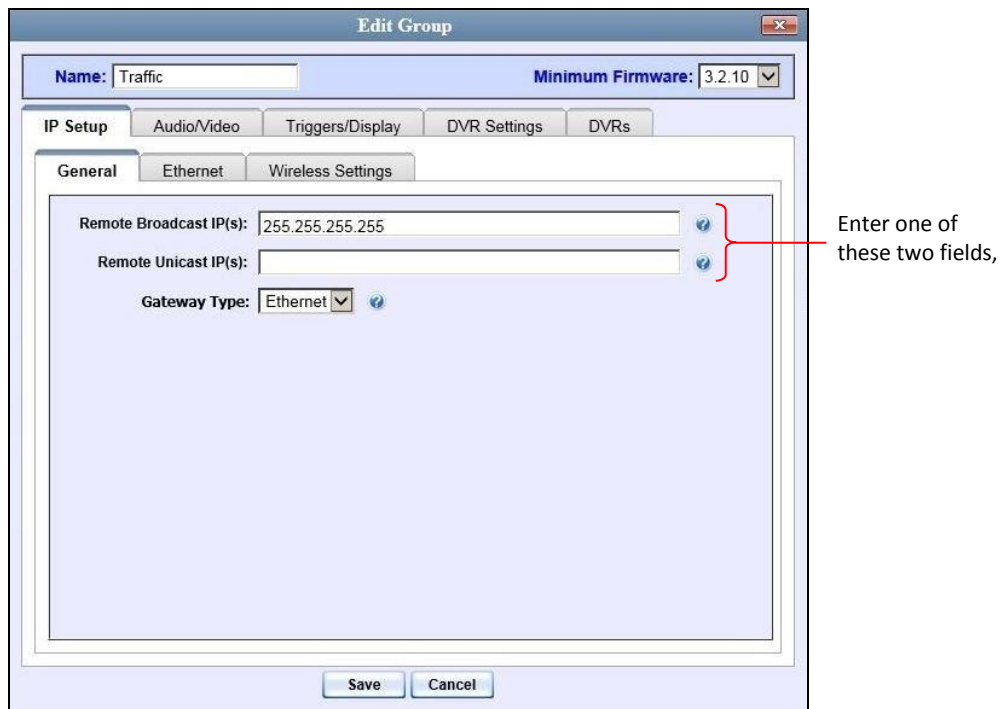 Edit Group
Name: Traffic Minimum Firmware: 3.2.10
IP Setup Audio/Video Triggers/Display DVR Settings DVRs
General Ethernet Wireless Settings
Remote Broadcast IP(s): 255.255.255.255
Remote Unicast IP(s):
Gateway Type: Ethernet
Enter one of
these two fields,
Save Cancel